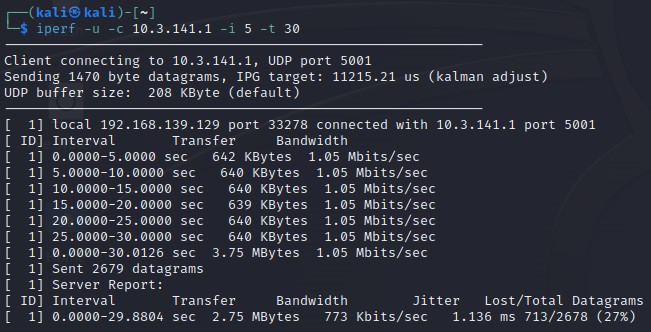 ┌──(kali㉿kali)-[~]
└─$ iperf -u -c 10.3.141.1 -i 5 -t 30
Client connecting to 10.3.141.1, UDP port 5001
Sending 1470 byte datagrams, IPG target: 11215.21 us (kalman adjust)
UDP buffer size:  208 KByte (default)
[  1] local 192.168.139.129 port 33278 connected with 10.3.141.1 port 5001
[ ID] Interval       Transfer     Bandwidth
[  1] 0.0000-5.0000 sec   642 KBytes  1.05 Mbits/sec
[  1] 5.0000-10.0000 sec   640 KBytes  1.05 Mbits/sec
[  1] 10.0000-15.0000 sec   640 KBytes  1.05 Mbits/sec
[  1] 15.0000-20.0000 sec   639 KBytes  1.05 Mbits/sec
[  1] 20.0000-25.0000 sec   640 KBytes  1.05 Mbits/sec
[  1] 25.0000-30.0000 sec   640 KBytes  1.05 Mbits/sec
[  1] 0.0000-30.0126 sec  3.75 MBytes  1.05 Mbits/sec
[  1] Sent 2679 datagrams
[  1] Server Report:
[ ID] Interval       Transfer     Bandwidth        Jitter   Lost/Total Datagrams
[  1] 0.0000-29.8804 sec  2.75 MBytes   773 Kbits/sec   1.136 ms 713/2678 (27%)